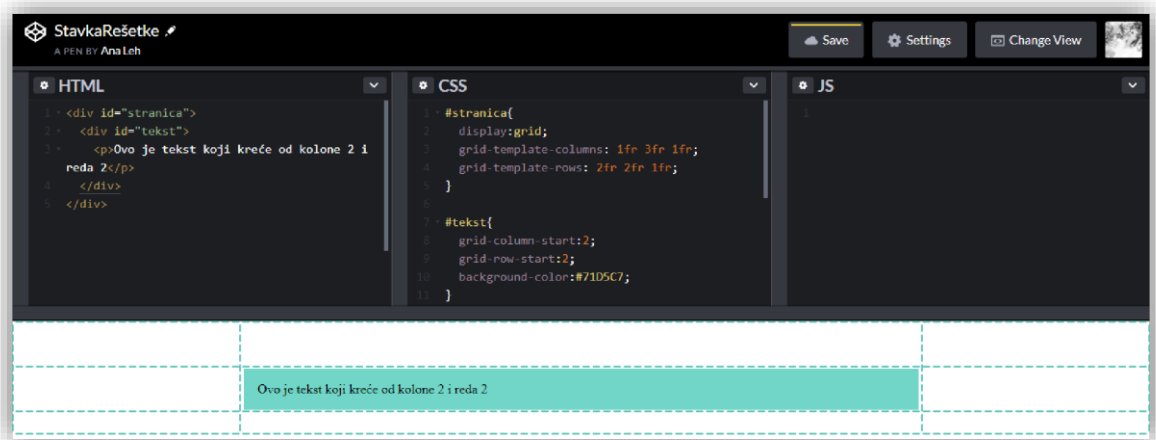 StavkaRešetke
A PEN BY Ana Leh
Save
Settings
Change View
HTML
1 <div id="stranica">
2 <div id="tekst">
3 <p>Ovo je tekst koji kreće od kolone 2 i
reda 2</p>
4 </div>
5 </div>
CSS
1 #stranica{
2 display:grid;
3 grid-template-columns: 1fr 3fr 1fr;
4 grid-template-rows: 2fr 2fr 1fr;
5 }
6
7 #tekst{
8 grid-column-start:2;
9 grid-row-start:2;
10 background-color:#71D5C7;
11 }
JS
1
Ovo je tekst koji kreće od kolone 2 i reda 2